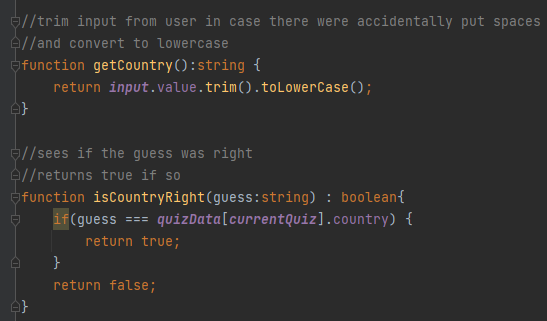 //trim input from user in case there were accidentally put spaces
//and convert to lowercase
function getCountry():string {
    return input.value.trim().toLowerCase();
}

//sees if the guess was right
//returns true if so
function isCountryRight(guess:string) : boolean{
    if(guess === quizData[currentQuiz].country) {
        return true;
    }
    return false;
}